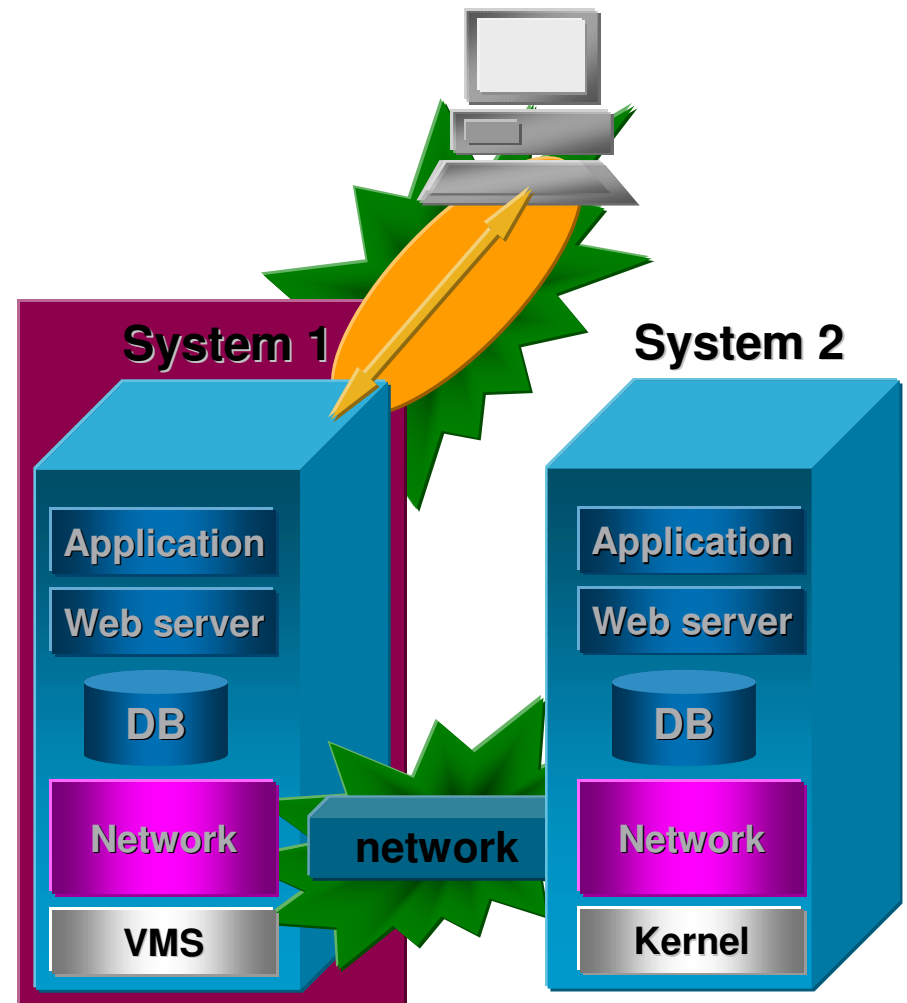 System 1
System 2
Application
Web server
DB
Network
VMS
network
Application
Web server
DB
Network
Kernel